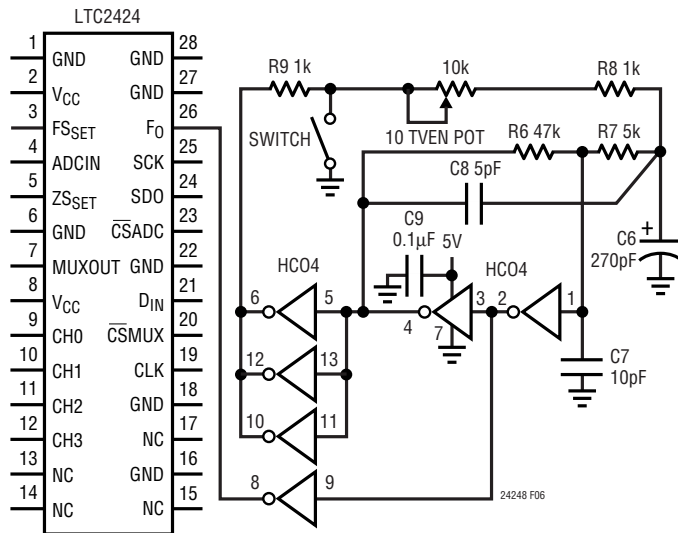 LTC2424
1 GND GND 28
2 VCC GND 27
3 FSSET FO 26
4 ADCIN SCK 25
5 ZSSET SDO 24
6 GND CSADC 23
7 MUXOUT GND 22
8 VCC DIN 21
9 CH0 CSMUX 20
10 CH1 CLK 19
11 CH2 GND 18
12 CH3 NC 17
13 NC GND 16
14 NC NC 15
R9 1k
10k
R8 1k
SWITCH
10 TVEN POT
R6 47k
R7 5k
C8 5pF
C9
0.1µF
5V
C6
270pF
+
HC04
HC04
6 5
4 3
2 1
7
12 13
10 11
C7
10pF
8 9
24248 F06